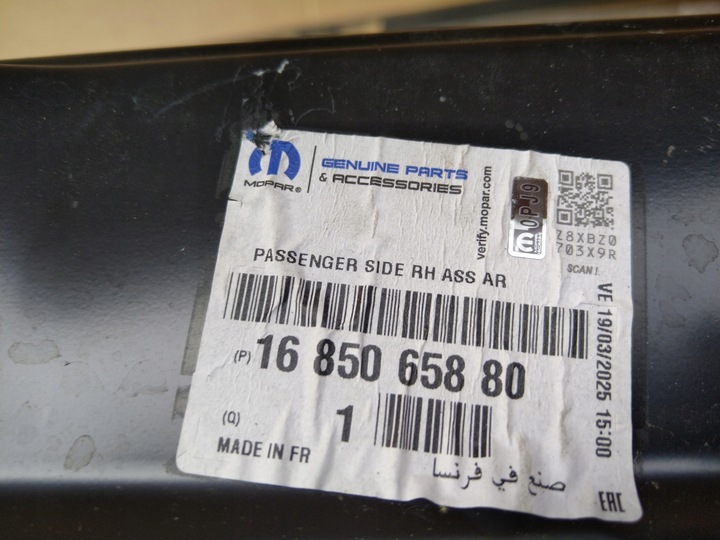 MOPAR®
GENUINE PARTS
& ACCESSORIES
verify.mopar.com
0PJ9
Z8XBZ0
703X9R
SCAN !
PASSENGER SIDE RH ASS AR
(P) 16 850 658 80
VE 19/03/2025 15:00
(Q) 1
MADE IN FR
صنع في فرنسا
EAC